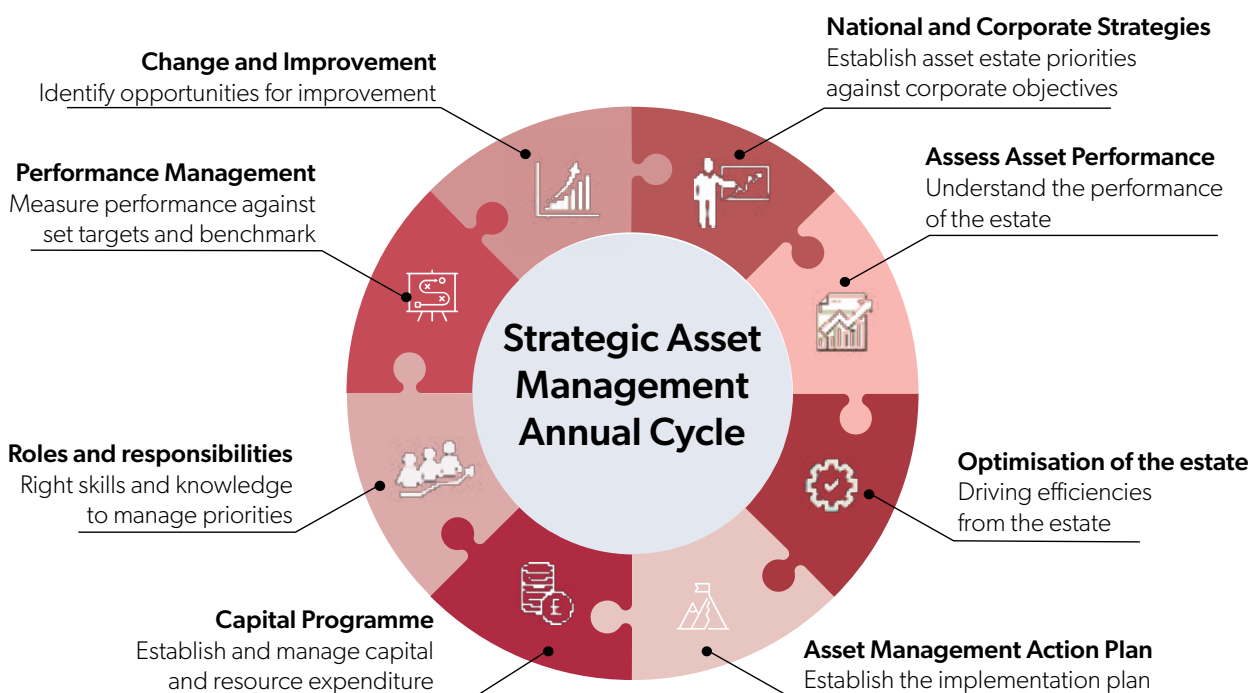 National and Corporate Strategies
Establish asset estate priorities
against corporate objectives
Assess Asset Performance
Understand the performance
of the estate
Optimisation of the estate
Driving efficiencies
from the estate
Asset Management Action Plan
Establish the implementation plan
Capital Programme
Establish and manage capital
and resource expenditure
£
Roles and responsibilities
Right skills and knowledge
to manage priorities
Performance Management
Measure performance against
set targets and benchmark
Change and Improvement
Identify opportunities for improvement
Strategic Asset
Management
Annual Cycle